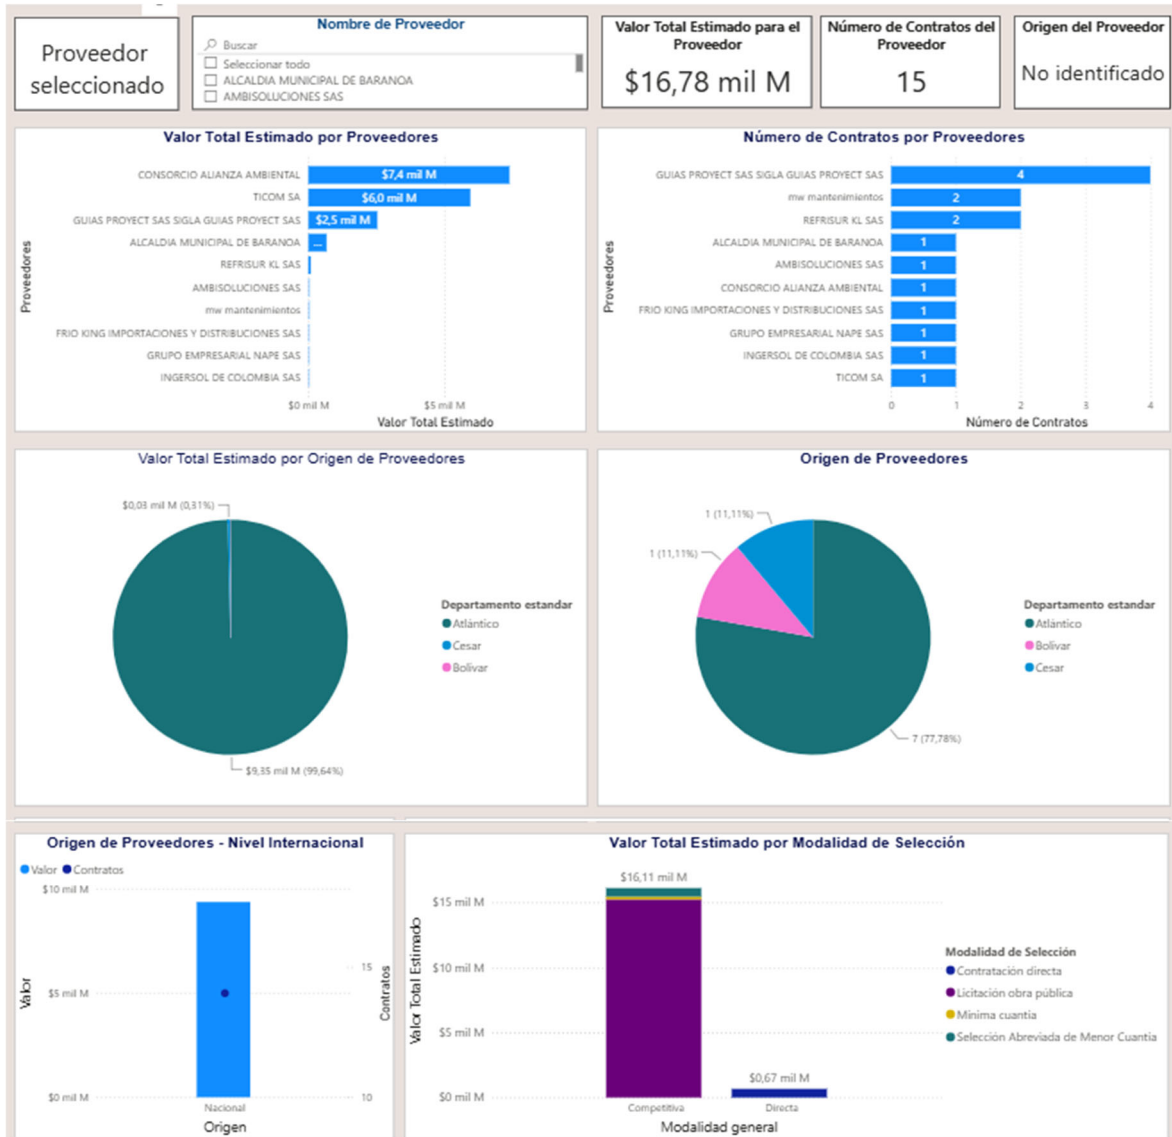 Proveedor
seleccionado
Nombre de Proveedor
Buscar
Seleccionar todo
ALCALDIA MUNICIPAL DE BARANOA
AMBISOLUCIONES SAS
Valor Total Estimado para el
Proveedor
$16,78 mil M
Número de Contratos del
Proveedor
15
Origen del Proveedor
No identificado
Valor Total Estimado por Proveedores
Proveedores
CONSORCIO ALIANZA AMBIENTAL $7,4 mil M
TICOM SA $6,0 mil M
GUIAS PROYECT SAS SIGLA GUIAS PROYECT SAS $2,5 mil M
ALCALDIA MUNICIPAL DE BARANOA ...
REFRISUR KL SAS
AMBISOLUCIONES SAS
mw mantenimientos
FRIO KING IMPORTACIONES Y DISTRIBUCIONES SAS
GRUPO EMPRESARIAL NAPE SAS
INGERSOL DE COLOMBIA SAS
$0 mil M $5 mil M
Valor Total Estimado
Número de Contratos por Proveedores
Proveedores
GUIAS PROYECT SAS SIGLA GUIAS PROYECT SAS 4
mw mantenimientos 2
REFRISUR KL SAS 2
ALCALDIA MUNICIPAL DE BARANOA 1
AMBISOLUCIONES SAS 1
CONSORCIO ALIANZA AMBIENTAL 1
FRIO KING IMPORTACIONES Y DISTRIBUCIONES SAS 1
GRUPO EMPRESARIAL NAPE SAS 1
INGERSOL DE COLOMBIA SAS 1
TICOM SA 1
0 1 2 3 4
Número de Contratos
Valor Total Estimado por Origen de Proveedores
$0,03 mil M (0,31%)
$9,35 mil M (99,64%)
Departamento estandar
Atlántico
Cesar
Bolivar
Origen de Proveedores
1 (11,11%)
1 (11,11%)
7 (77,78%)
Departamento estandar
Atlántico
Bolivar
Cesar
Origen de Proveedores - Nivel Internacional
Valor Contratos
$10 mil M
$5 mil M
$0 mil M
Valor
15
10
Contratos
Nacional
Origen
Valor Total Estimado por Modalidad de Selección
Valor Total Estimado
$15 mil M
$10 mil M
$5 mil M
$0 mil M
$16,11 mil M
$0,67 mil M
Competitiva Directa
Modalidad general
Modalidad de Selección
Contratación directa
Licitación obra pública
Mínima cuantía
Selección Abreviada de Menor Cuantía